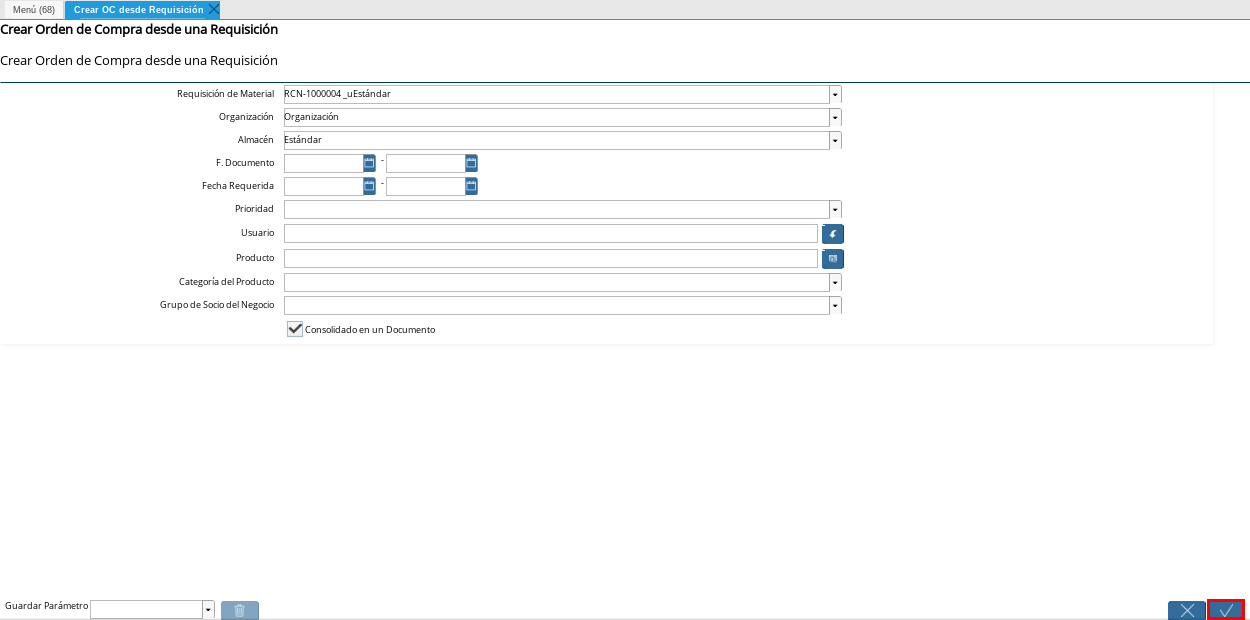 Menú (68)
Crear OC desde Requisición
Crear Orden de Compra desde una Requisición
Crear Orden de Compra desde una Requisición
Requisición de Material RCN-1000004 _uEstándar
Organización Organización
Almacén Estándar
F. Documento -
Fecha Requerida -
Prioridad
Usuario
Producto
Categoría del Producto
Grupo de Socio del Negocio
Consolidado en un Documento
Guardar Parámetro